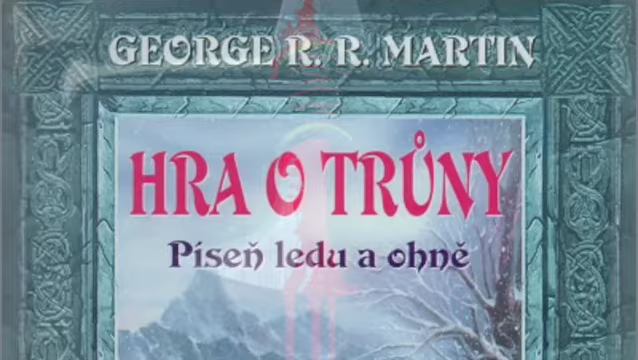 GEORGE R. R. MARTIN
HRA O TRŮNY
Píseň ledu a ohně